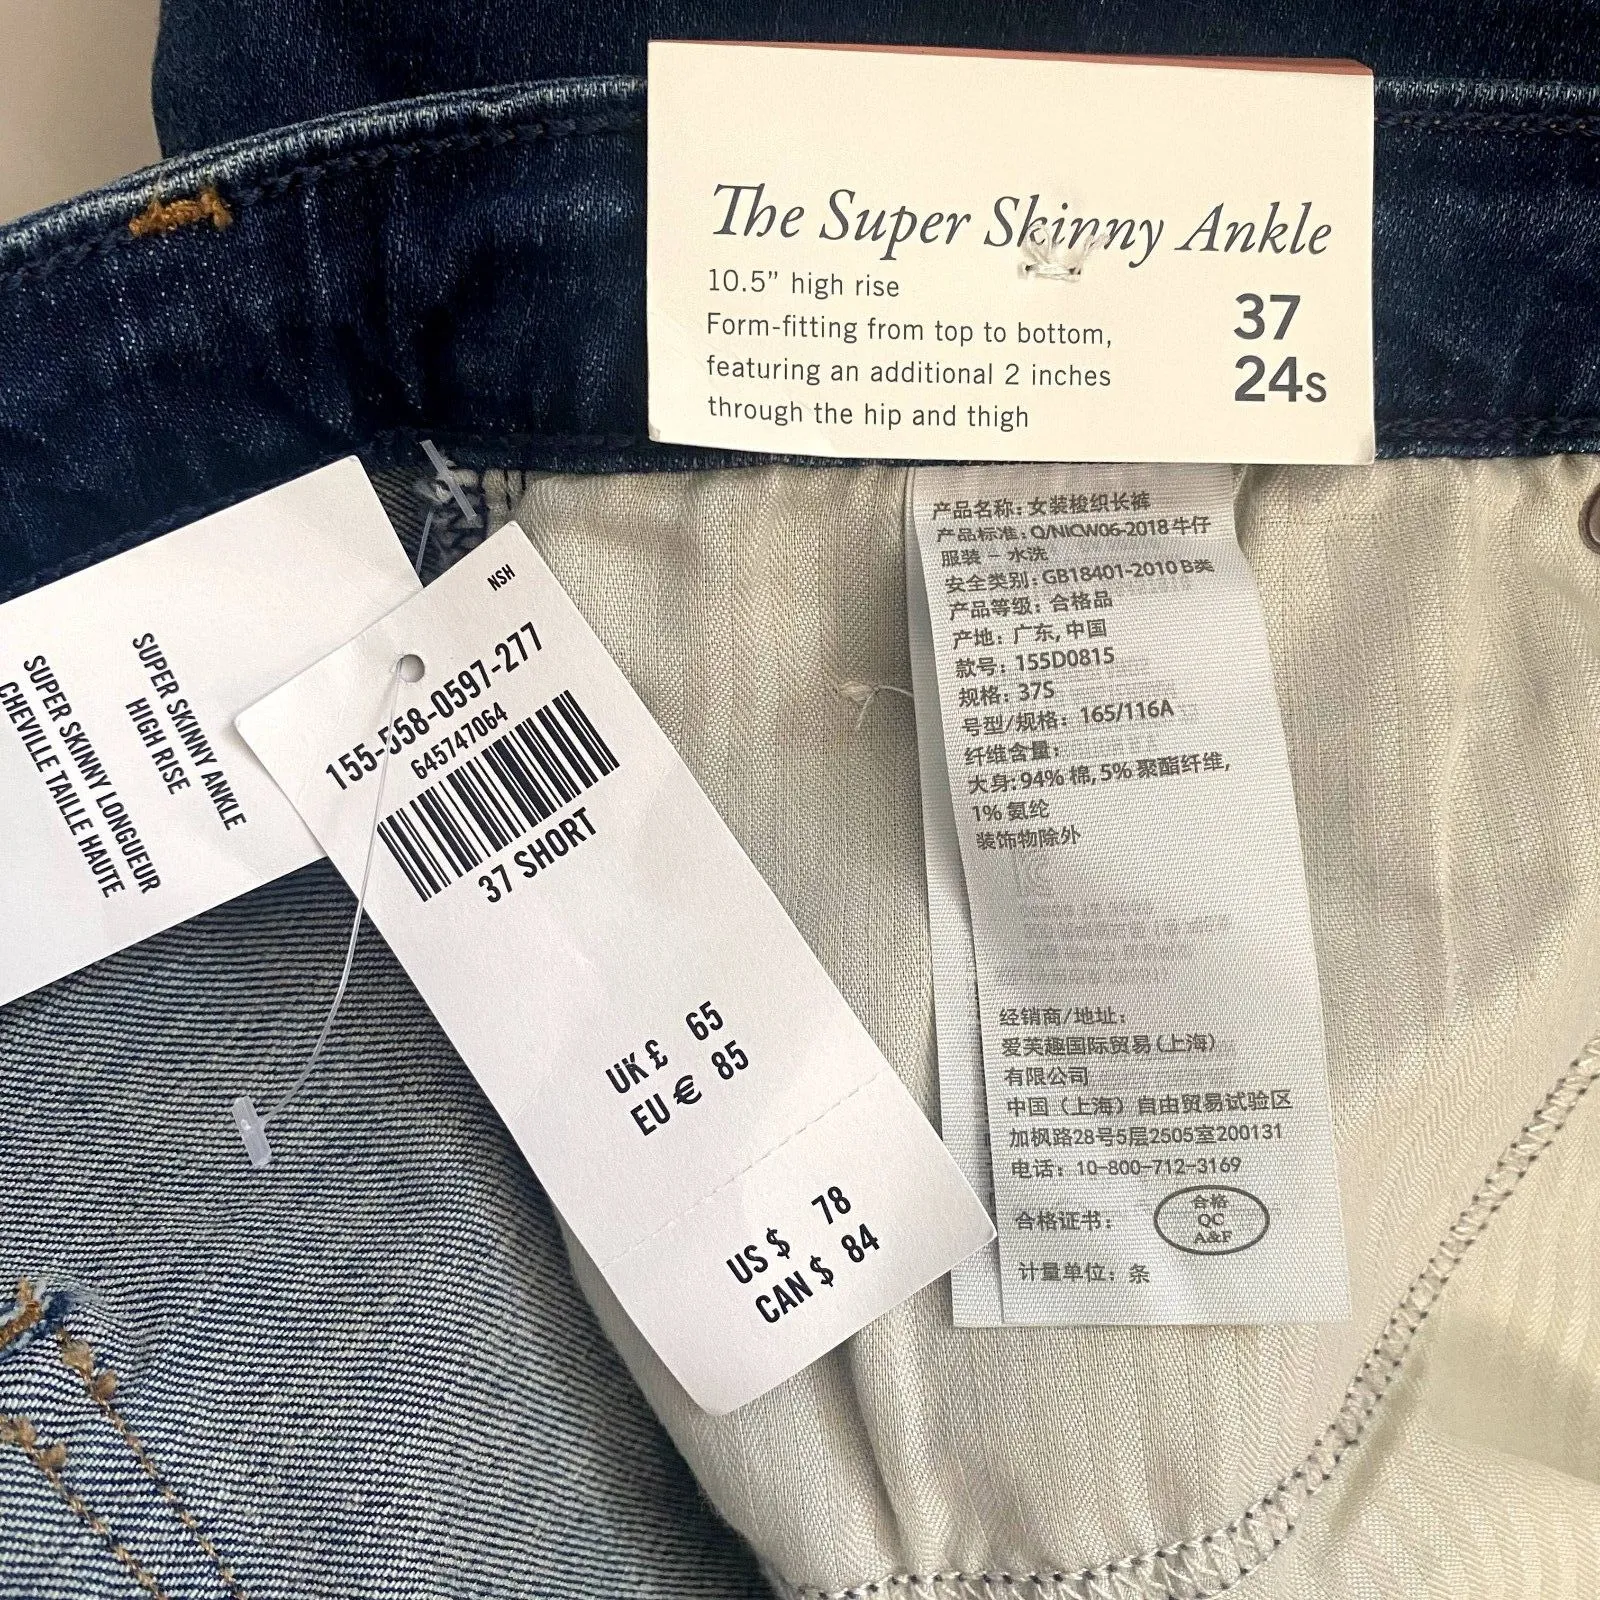 The Super Skinny Ankle
10.5” high rise
Form-fitting from top to bottom,
featuring an additional 2 inches
through the hip and thigh
37
24S
SUPER SKINNY ANKLE
HIGH RISE
SUPER SKINNY LONGUEUR
CHEVILLE TAILLE HAUTE
NSH
155-558-0597-277
645747064
37 SHORT
UK £ 65
EU € 85
US $ 78
CAN $ 84
产品名称: 女装梭织长裤
产品标准: Q/NICW06-2018 牛仔
服装 - 水洗
安全类别: GB18401-2010 B类
产品等级: 合格品
产地: 广东, 中国
款号: 155D0815
规格: 37S
号型/规格: 165/116A
纤维含量:
大身: 94% 棉, 5% 聚酯纤维,
1% 氨纶
装饰物除外
经销商/地址:
爱芙趣国际贸易 (上海)
有限公司
中国 (上海) 自由贸易试验区
加枫路28号5层2505室200131
电话: 10-800-712-3169
合格证书:
合格
QC
A&F
计量单位: 条